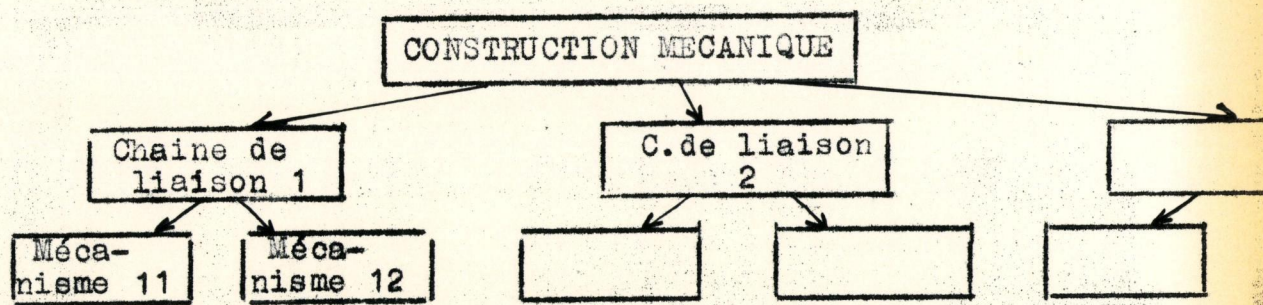 CONSTRUCTION MECANIQUE
Chaine de
liaison 1
C.de liaison
2
Méca-
nisme 11
Méca-
nisme 12